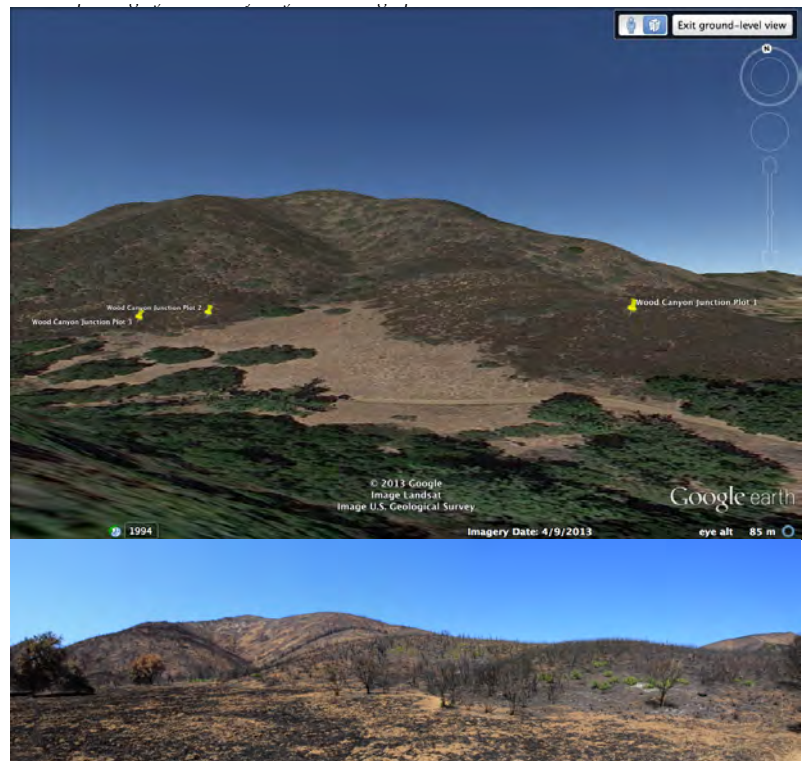 Exit ground-level view
N
Wood Canyon Junction Plot 2
Wood Canyon Junction Plot 1
Wood Canyon Junction Plot 3
© 2013 Google
Image Landsat
Image U.S. Geological Survey
Google earth
1994
Imagery Date: 4/9/2013
eye alt 85 m